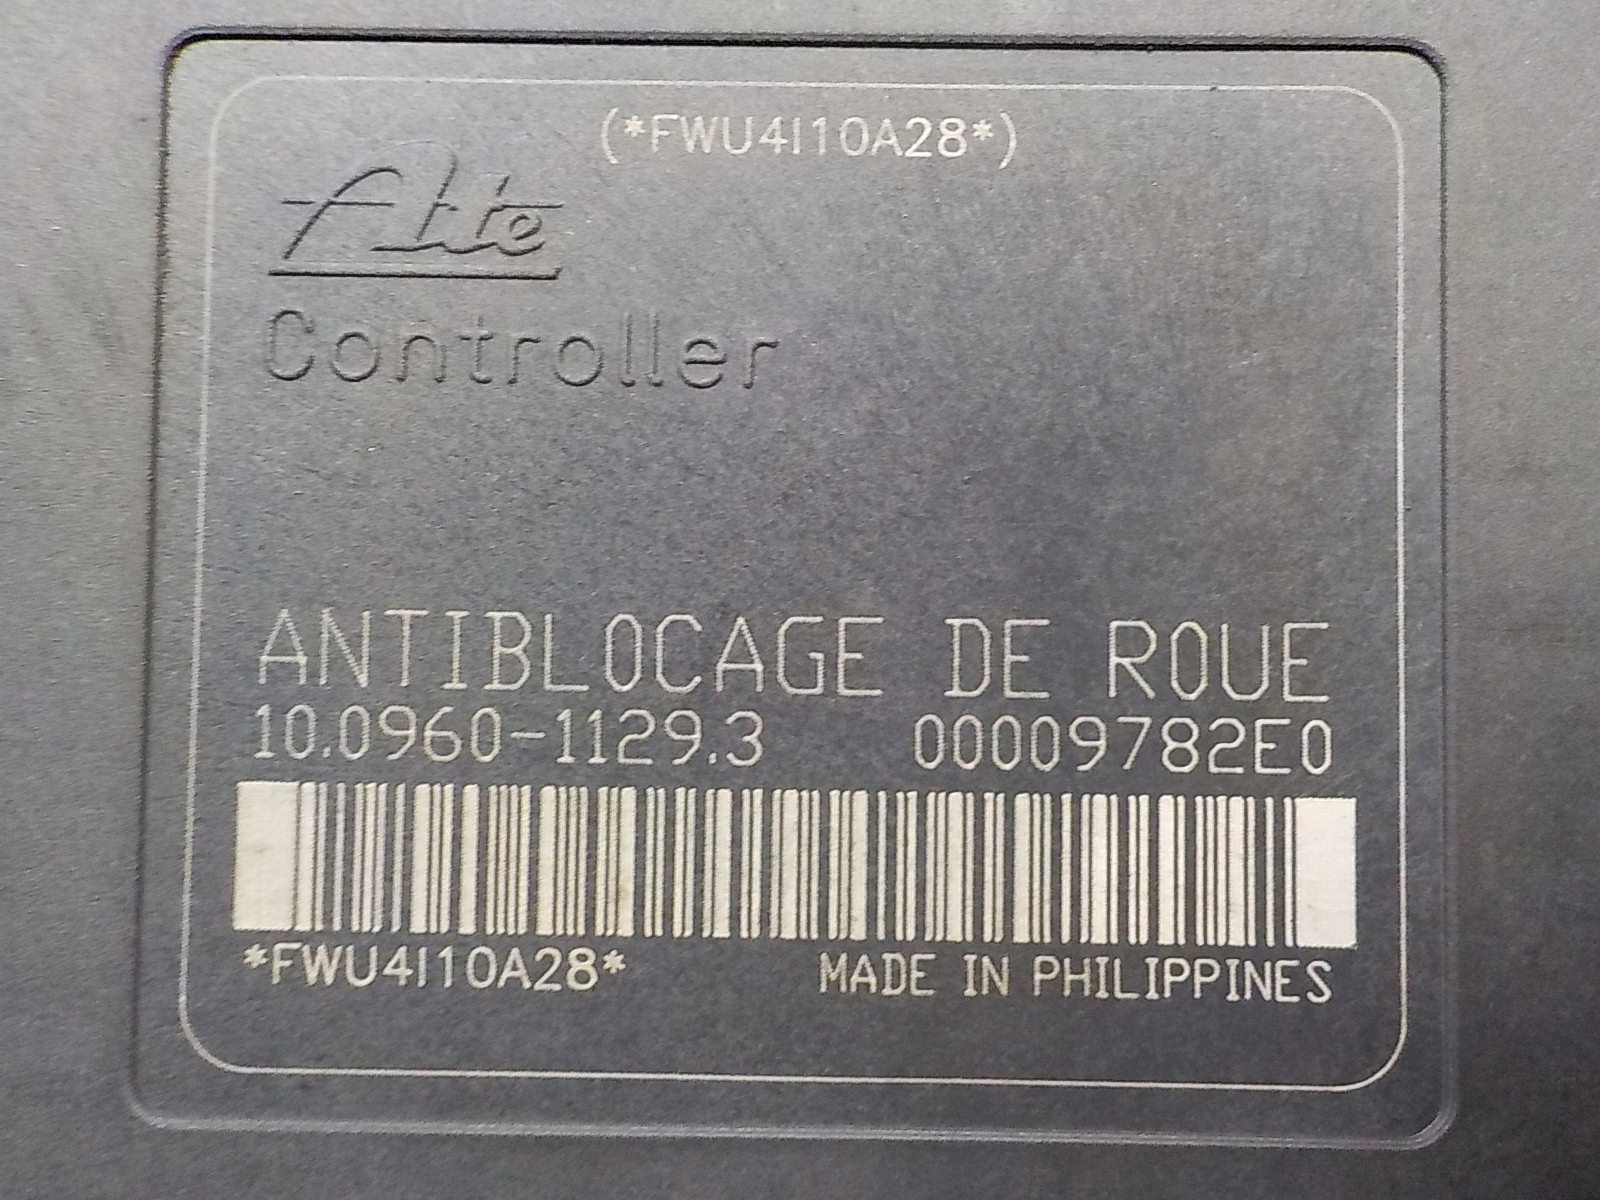 (*FWU4I10A28*)
Ate
Controller
ANTIBLOCAGE DE ROUE
10.0960-1129.3 00009782E0
*FWU4I10A28* MADE IN PHILIPPINES